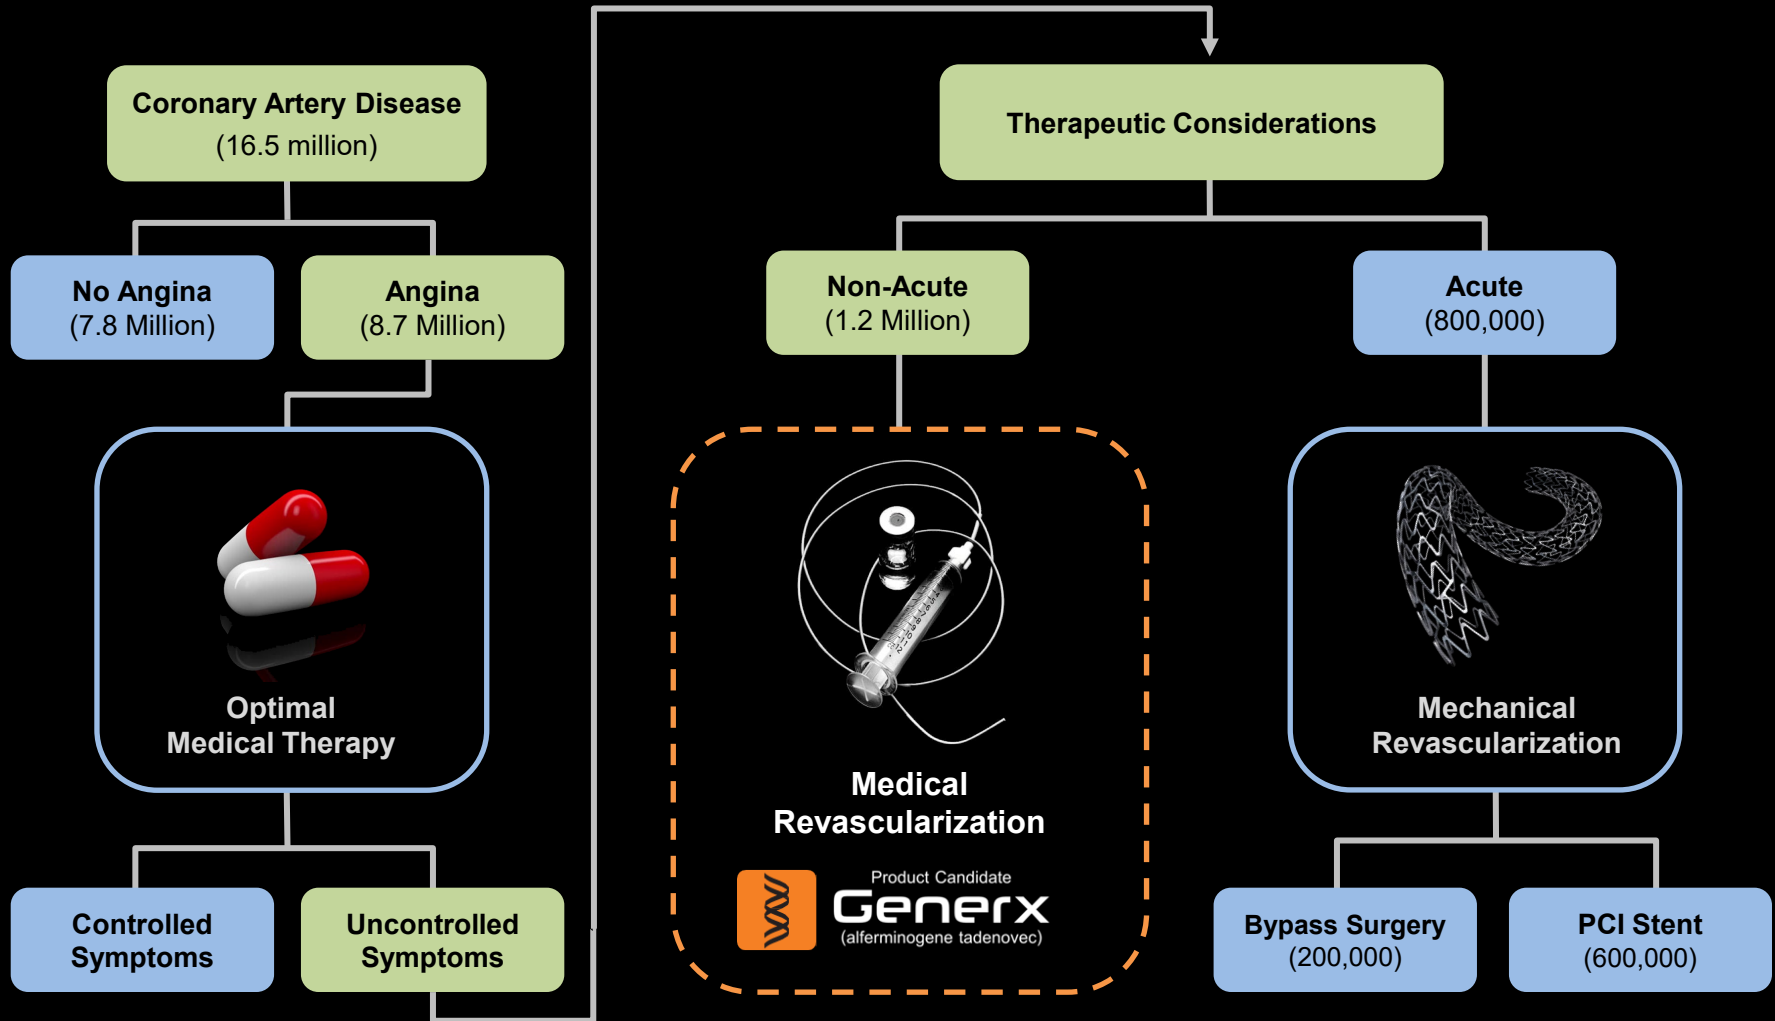 Coronary Artery Disease
(16.5 million)
No Angina
(7.8 Million)
Angina
(8.7 Million)
Optimal
Medical Therapy
Controlled
Symptoms
Uncontrolled
Symptoms
Therapeutic Considerations
Non-Acute
(1.2 Million)
Acute
(800,000)
Medical
Revascularization
Product Candidate
Generx
(alferminogene tadenovec)
Mechanical
Revascularization
Bypass Surgery
(200,000)
PCI Stent
(600,000)